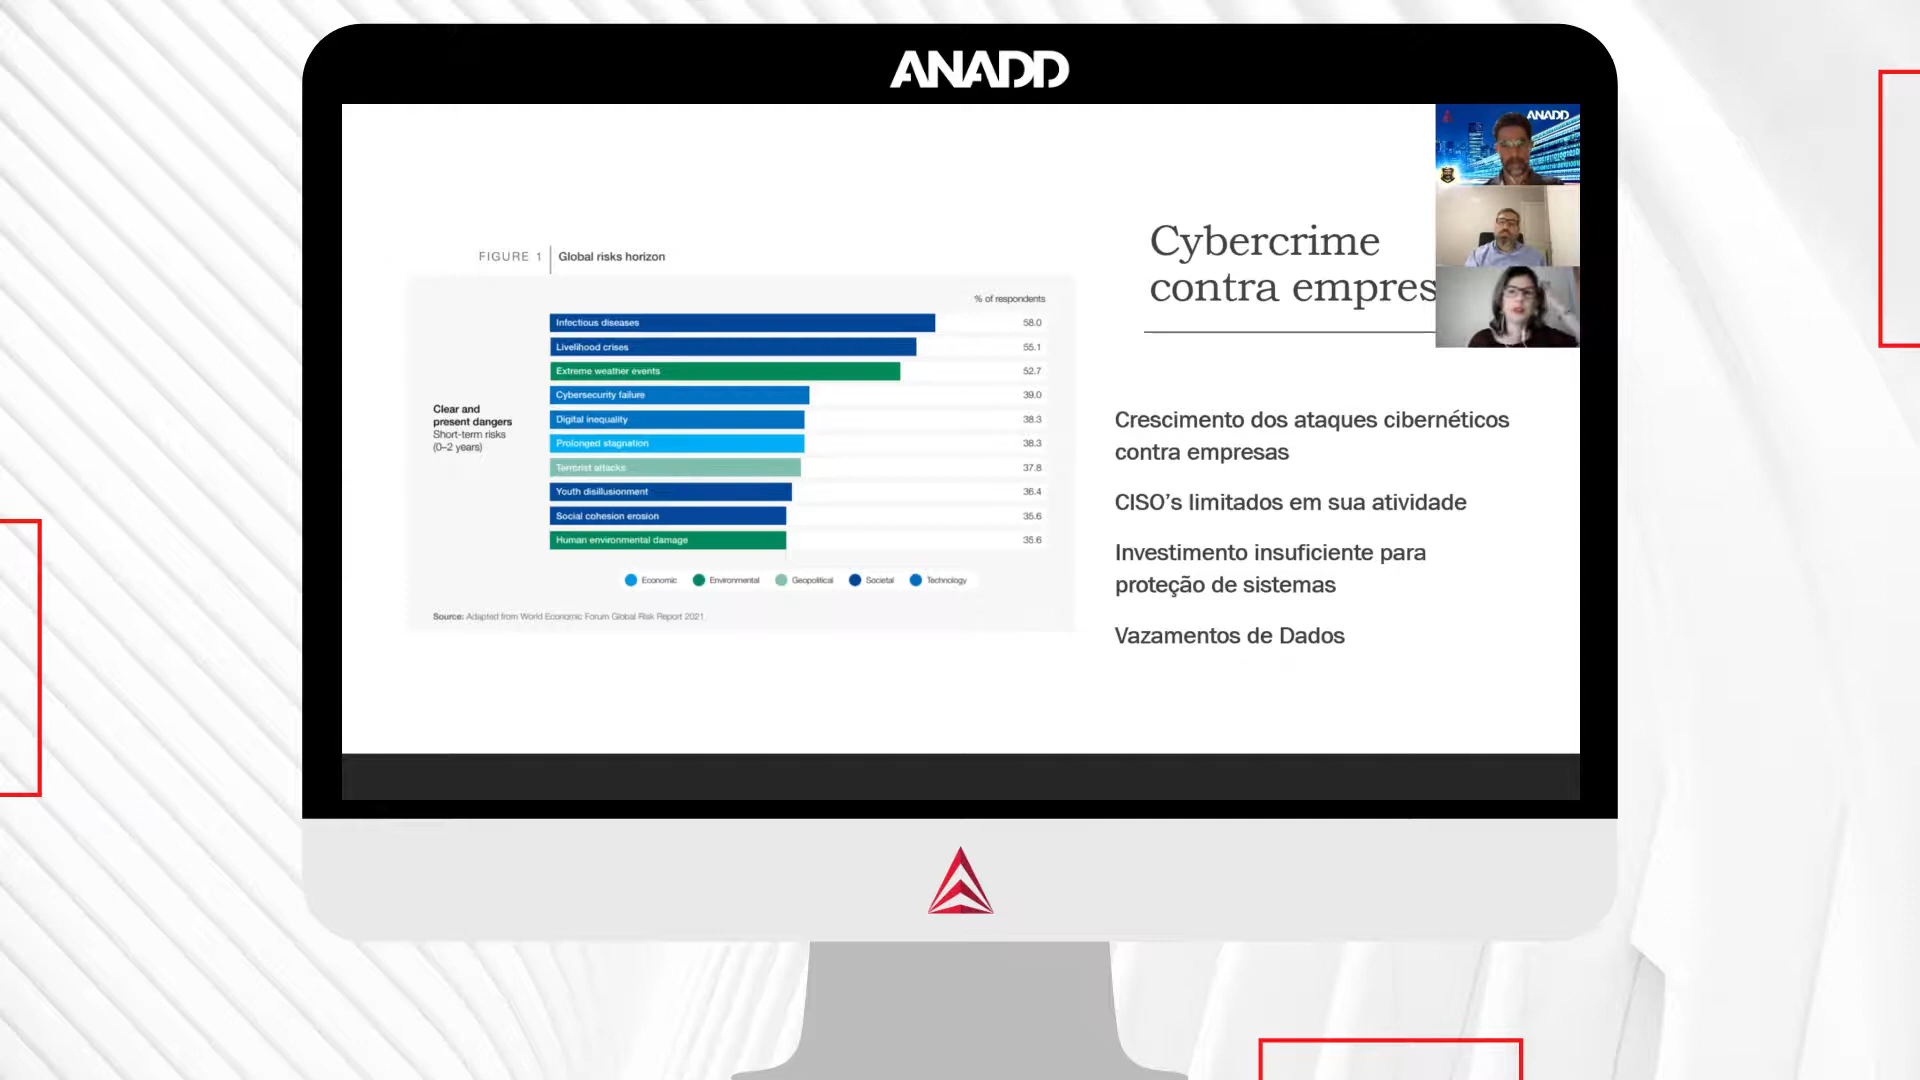 ANADD
ANADD
FIGURE 1 Global risks horizon
% of respondents
Infectious diseases 58.0
Livelihood crises 55.1
Extreme weather events 52.7
Cybersecurity failure 39.0
Digital inequality 38.3
Prolonged stagnation 38.3
Terrorist attacks 37.8
Youth disillusionment 36.4
Social cohesion erosion 35.6
Human environmental damage 35.6
Clear and
present dangers
Short-term risks
(0–2 years)
Economic Environmental Geopolitical Societal Technology
Source: Adapted from World Economic Forum Global Risk Report 2021
Cybercrime
contra empres
Crescimento dos ataques cibernéticos
contra empresas
CISO’s limitados em sua atividade
Investimento insuficiente para
proteção de sistemas
Vazamentos de Dados